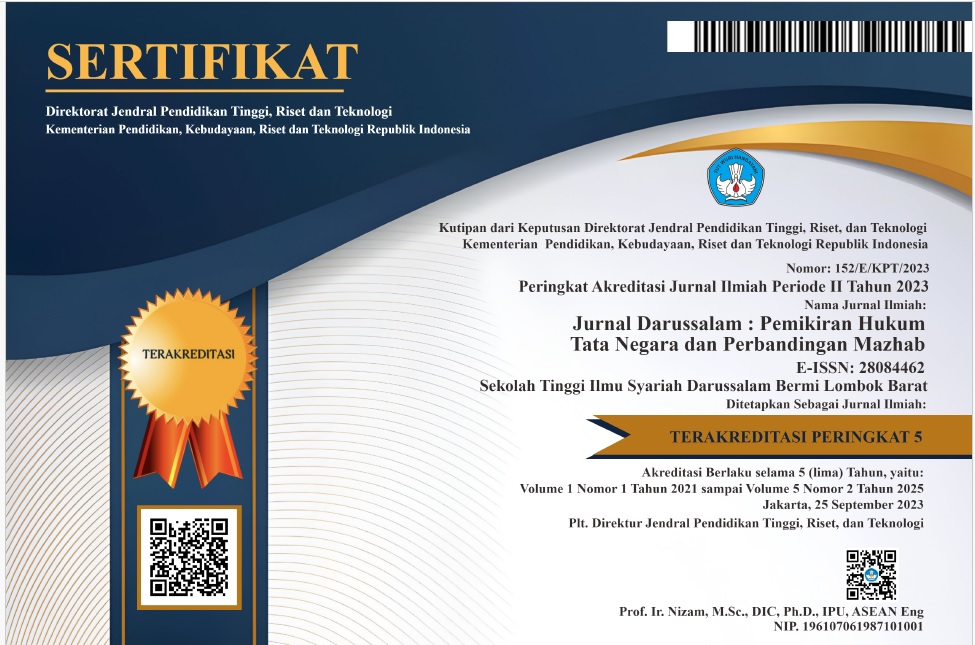 SERTIFIKAT
Direktorat Jendral Pendidikan Tinggi, Riset dan Teknologi
Kementerian Pendidikan, Kebudayaan, Riset dan Teknologi Republik Indonesia
TUT WURI HANDAYANI
Kutipan dari Keputusan Direktorat Jendral Pendidikan Tinggi, Riset, dan Teknologi
Kementerian Pendidikan, Kebudayaan, Riset dan Teknologi Republik Indonesia
Nomor: 152/E/KPT/2023
Peringkat Akreditasi Jurnal Ilmiah Periode II Tahun 2023
Nama Jurnal Ilmiah:
Jurnal Darussalam : Pemikiran Hukum
Tata Negara dan Perbandingan Mazhab
E-ISSN: 28084462
Sekolah Tinggi Ilmu Syariah Darussalam Bermi Lombok Barat
Ditetapkan Sebagai Jurnal Ilmiah:
TERAKREDITASI
TERAKREDITASI PERINGKAT 5
Akreditasi Berlaku selama 5 (lima) Tahun, yaitu:
Volume 1 Nomor 1 Tahun 2021 sampai Volume 5 Nomor 2 Tahun 2025
Jakarta, 25 September 2023
Plt. Direktur Jendral Pendidikan Tinggi, Riset, dan Teknologi
Prof. Ir. Nizam, M.Sc., DIC, Ph.D., IPU, ASEAN Eng
NIP. 196107061987101001